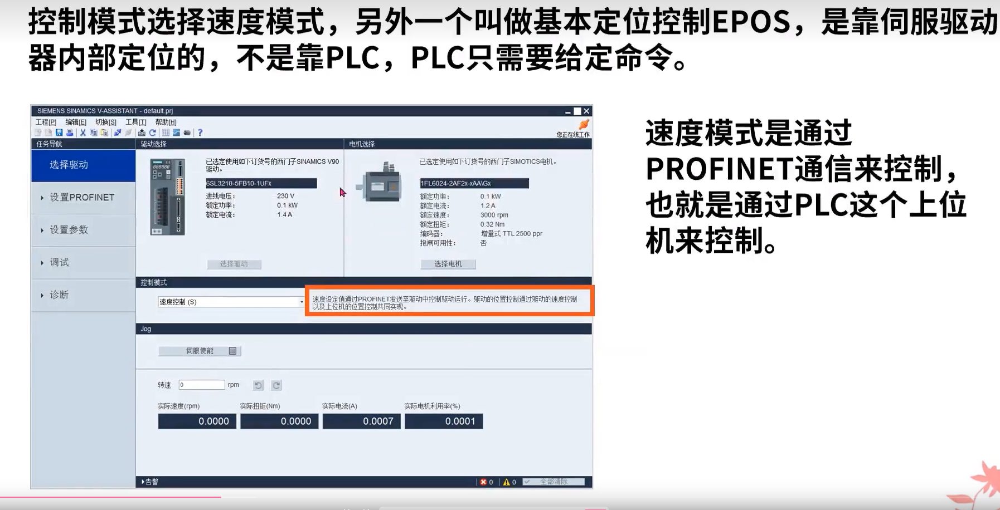 控制模式选择速度模式，另外一个叫做基本定位控制EPOS，是靠伺服驱动
器内部定位的，不是靠PLC，PLC只需要给定命令。
SIEMENS SINAMICS V-ASSISTANT - default.prj
工程[P] 编辑[E] 切换[S] 工具[T] 帮助[H]
您正在线工作
任务导航
选择驱动
设置PROFINET
设置参数
调试
诊断
驱动选择
已选定使用如下订货号的西门子SINAMICS V90
驱动。
6SL3210-5FB10-1UFx
进线电压： 230 V
额定功率： 0.1 kW
额定电流： 1.4 A
选择驱动
电机选择
已选定使用如下订货号的西门子SIMOTICS电机。
1FL6024-2AF2x-xAA\Gx
额定功率： 0.1 kW
额定电流： 1.2 A
额定速度： 3000 rpm
额定扭矩： 0.32 Nm
编码器： 增量式 TTL 2500 ppr
抱闸可用性： 否
选择电机
控制模式
速度控制 (S)
速度设定值通过PROFINET发送至驱动中控制驱动运行。驱动的位置控制通过驱动的速度控制
以及上位机的位置控制共同实现。
Jog
伺服使能
转速 0 rpm
实际速度(rpm) 实际扭矩(Nm) 实际电流(A) 实际电机利用率(%)
0.0000 0.0000 0.0007 0.0001
告警 0 0 全部清除
速度模式是通过
PROFINET通信来控制，
也就是通过PLC这个上位
机来控制。